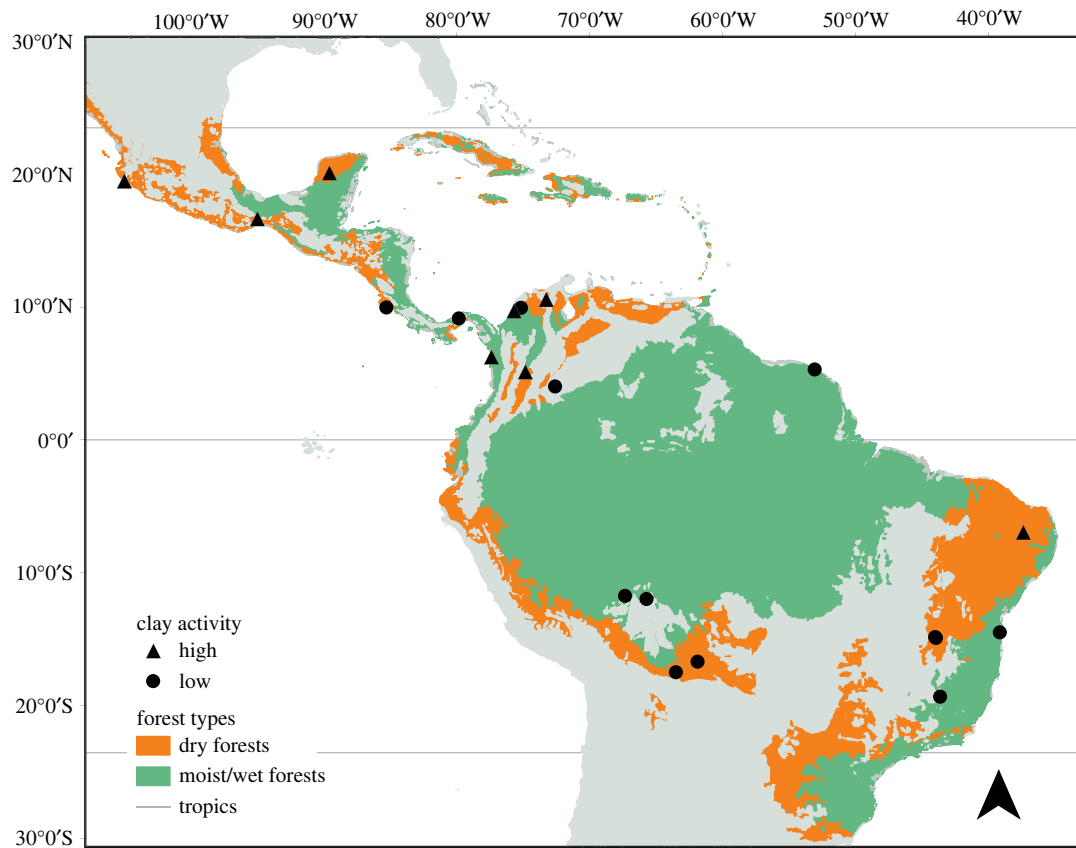 100°0′W 90°0′W 80°0′W 70°0′W 60°0′W 50°0′W 40°0′W
30°0′N
20°0′N
10°0′N
0°0′
10°0′S
20°0′S
30°0′S
clay activity
high
low
forest types
dry forests
moist/wet forests
tropics